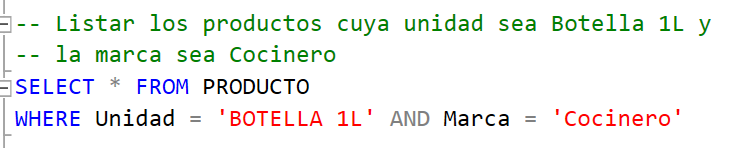 -- Listar los productos cuya unidad sea Botella 1L y
-- la marca sea Cocinero
SELECT * FROM PRODUCTO
WHERE Unidad = 'BOTELLA 1L' AND Marca = 'Cocinero'